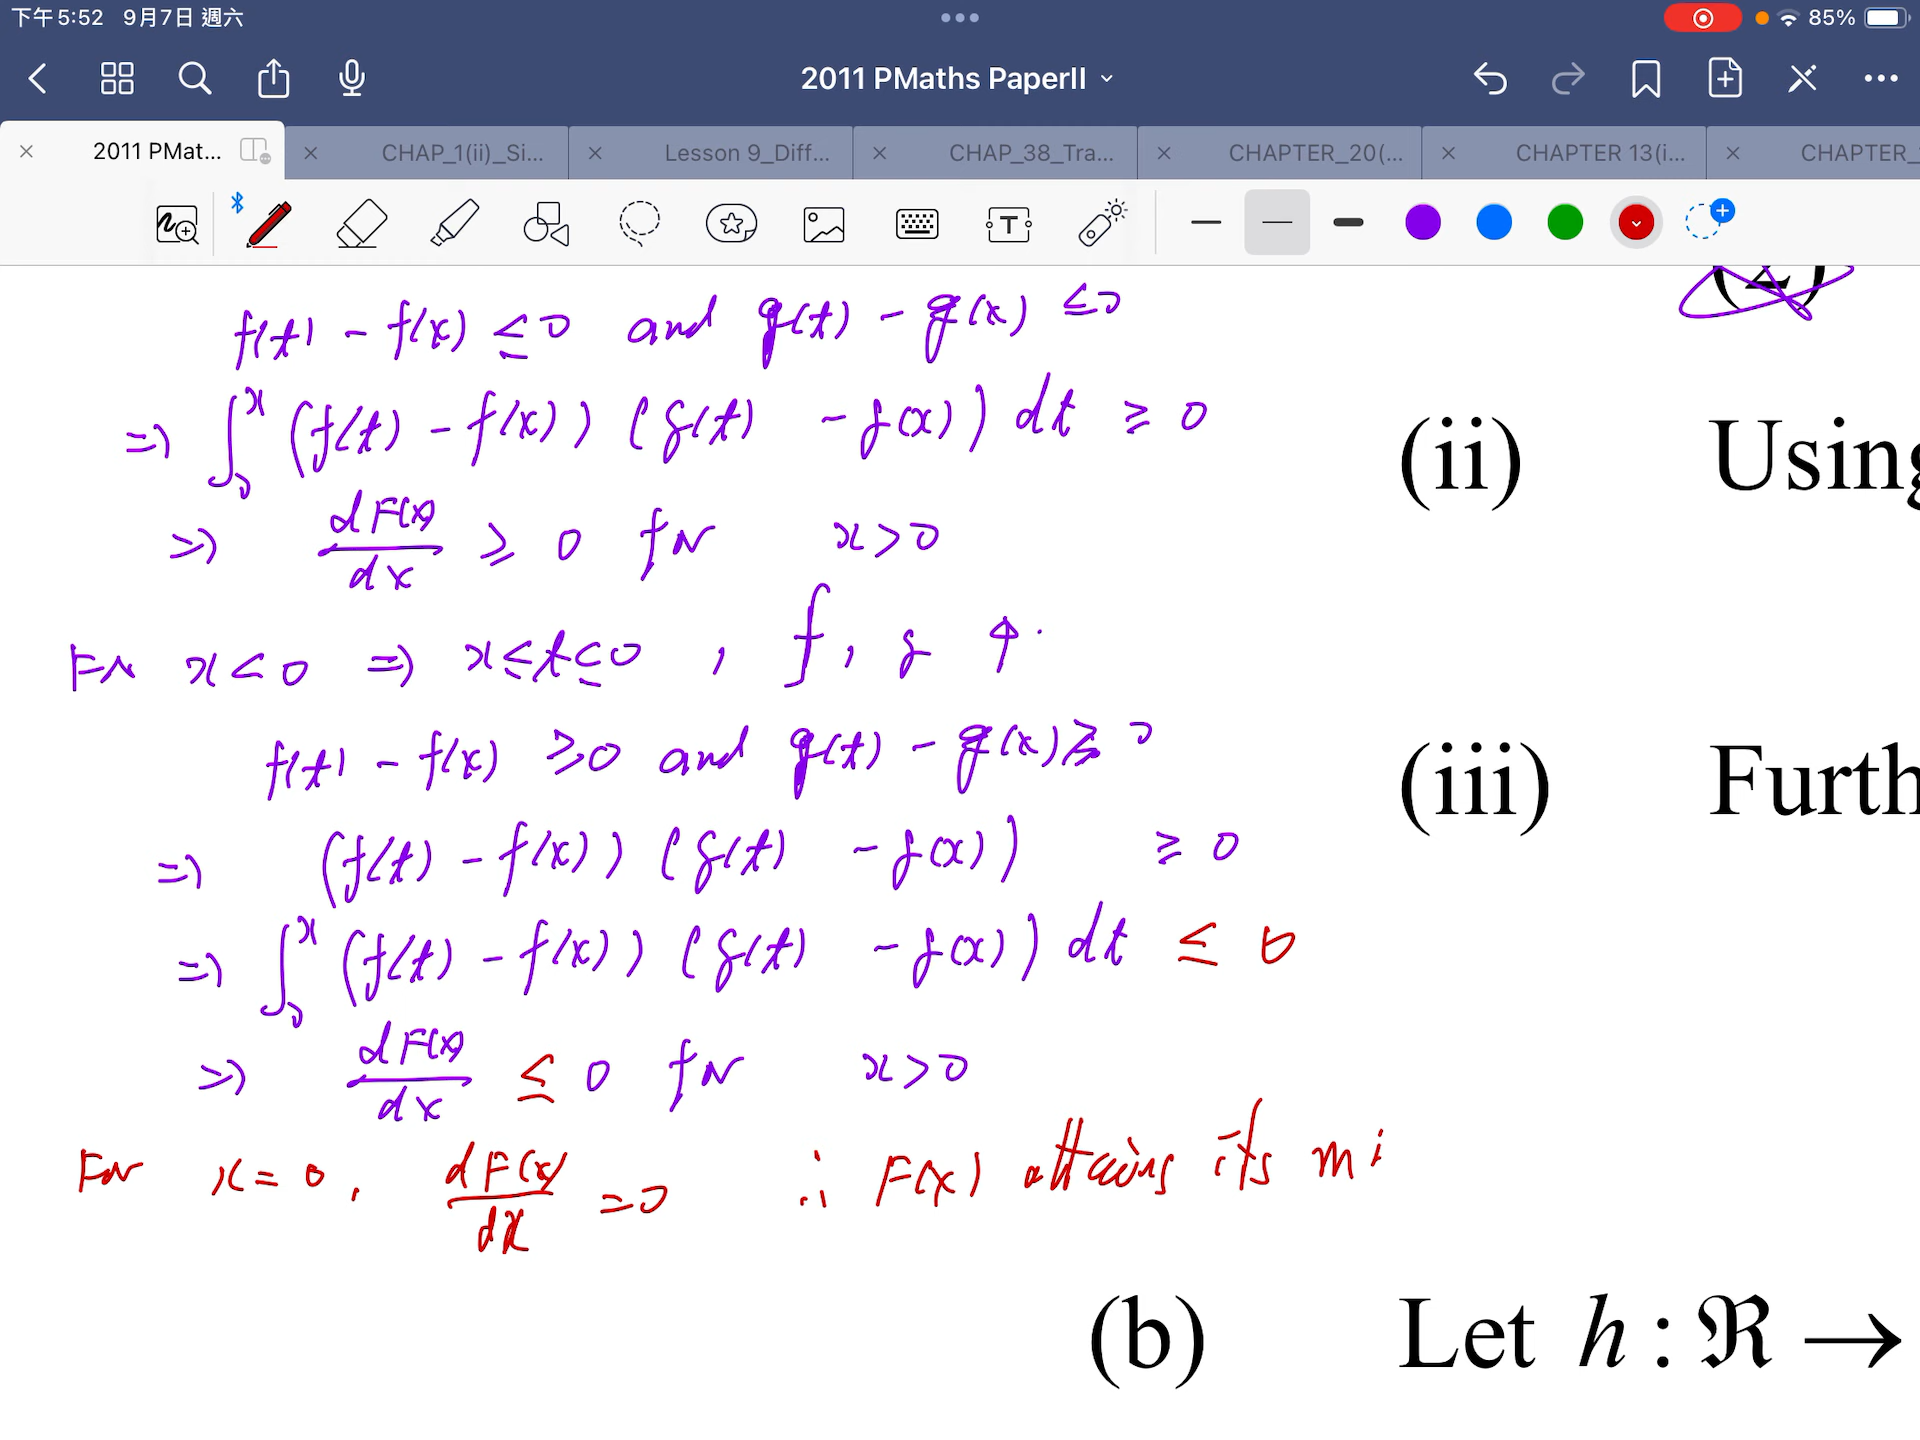 下午5:52 9月7日 週六
85%
2011 PMaths PaperII
2011 PMat...
CHAP_1(ii)_Si...
Lesson 9_Diff...
CHAP_38_Tra...
CHAPTER_20(...
CHAPTER 13(i...
CHAPTER_
f(t) - f(x) ≤ 0 and g(t) - g(x) ≤ 0
⇒ ∫₀ˣ (f(t) - f(x)) (g(t) - g(x)) dt ≥ 0
(ii) Using
⇒ dF(x)/dx ≥ 0 for x > 0
For x < 0 ⇒ x ≤ t ≤ 0 , f, g ↑.
f(t) - f(x) ≥ 0 and g(t) - g(x) ≥ 0
(iii) Furth
⇒ (f(t) - f(x)) (g(t) - g(x)) ≥ 0
⇒ ∫₀ˣ (f(t) - f(x)) (g(t) - g(x)) dt ≤ 0
⇒ dF(x)/dx ≤ 0 for x > 0
For x = 0, dF(x)/dx = 0 ∴ F(x) attains its mi
(b) Let h : ℜ →